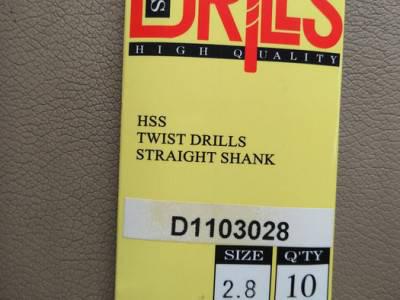 S
DRILLS
HIGH QUALITY
HSS
TWIST DRILLS
STRAIGHT SHANK
D1103028
SIZE Q'TY
2.8 10